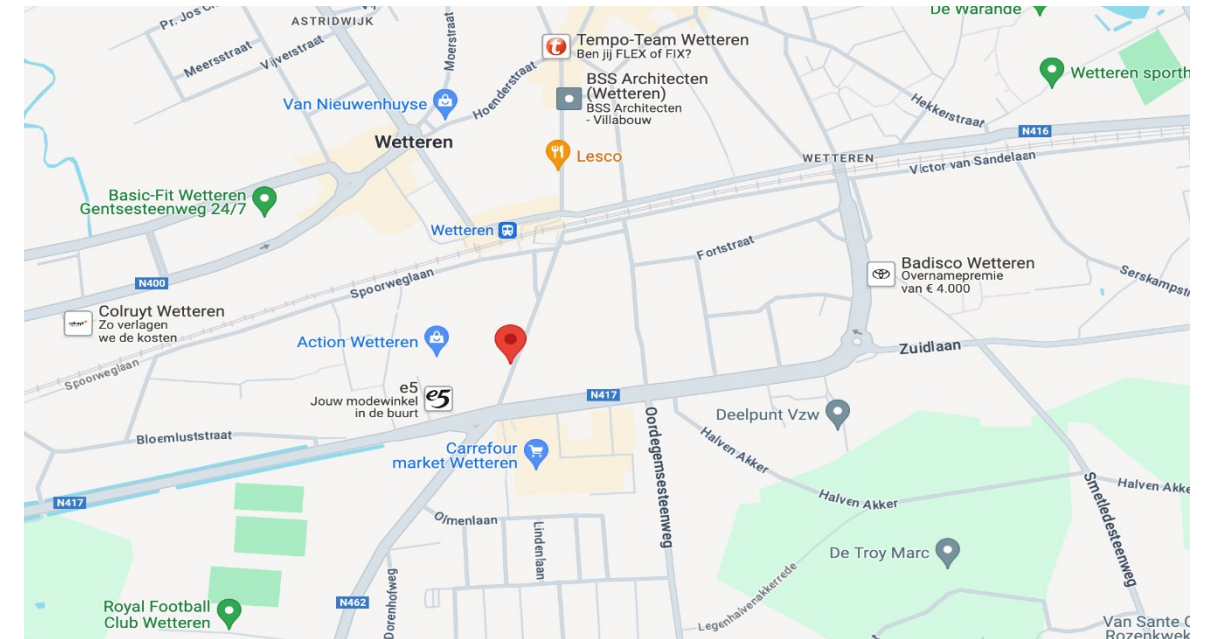 De Warande
Pr. Jos
ASTRIDWIJK
Moerstraat
Meersstraat
Vijverstraat
Tempo-Team Wetteren
Ben jij FLEX of FIX?
BSS Architecten
(Wetteren)
BSS Architecten
- Villabouw
Wetteren sporth
Hoenderstraat
Van Nieuwenhuyse
Hekkerstraat
N416
Wetteren
Lesco
WETTEREN
Victor van Sandelaan
Basic-Fit Wetteren
Gentsesteenweg 24/7
Wetteren
Fortstraat
Badisco Wetteren
Overnamepremie
van € 4.000
Serskampst
N400
Spoorweglaan
Colruyt Wetteren
Zo verlagen
we de kosten
Action Wetteren
Zuidlaan
Spoorweglaan
e5
Jouw modewinkel
in de buurt
e5
N417
Oordegemsesteenweg
Deelpunt Vzw
Bloemluststraat
Halven Akker
Carrefour
market Wetteren
Smetledesteenweg
Halven Akke
N417
Halven Akker
Olmenlaan
Lindenlaan
De Troy Marc
Legenhalvenakkerrede
Dorenhofweg
N462
Royal Football
Club Wetteren
Van Sante
Rozenkwek